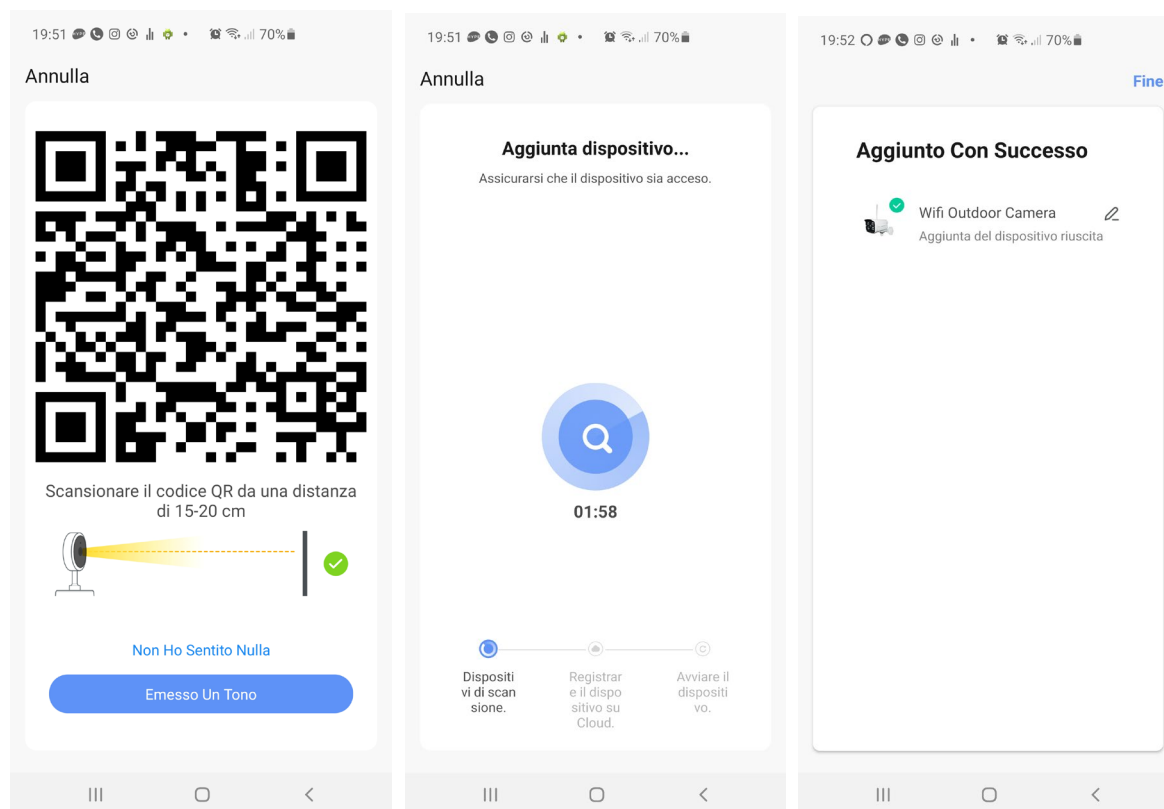 19:51
70%
Annulla
Scansionare il codice QR da una distanza
di 15-20 cm
Non Ho Sentito Nulla
Emesso Un Tono
19:51
70%
Annulla
Aggiunta dispositivo...
Assicurarsi che il dispositivo sia acceso.
01:58
Dispositi
vi di scan
sione.
Registrar
e il dispo
sitivo su
Cloud.
Avviare il
dispositi
vo.
19:52
70%
Fine
Aggiunto Con Successo
Wifi Outdoor Camera
Aggiunta del dispositivo riuscita